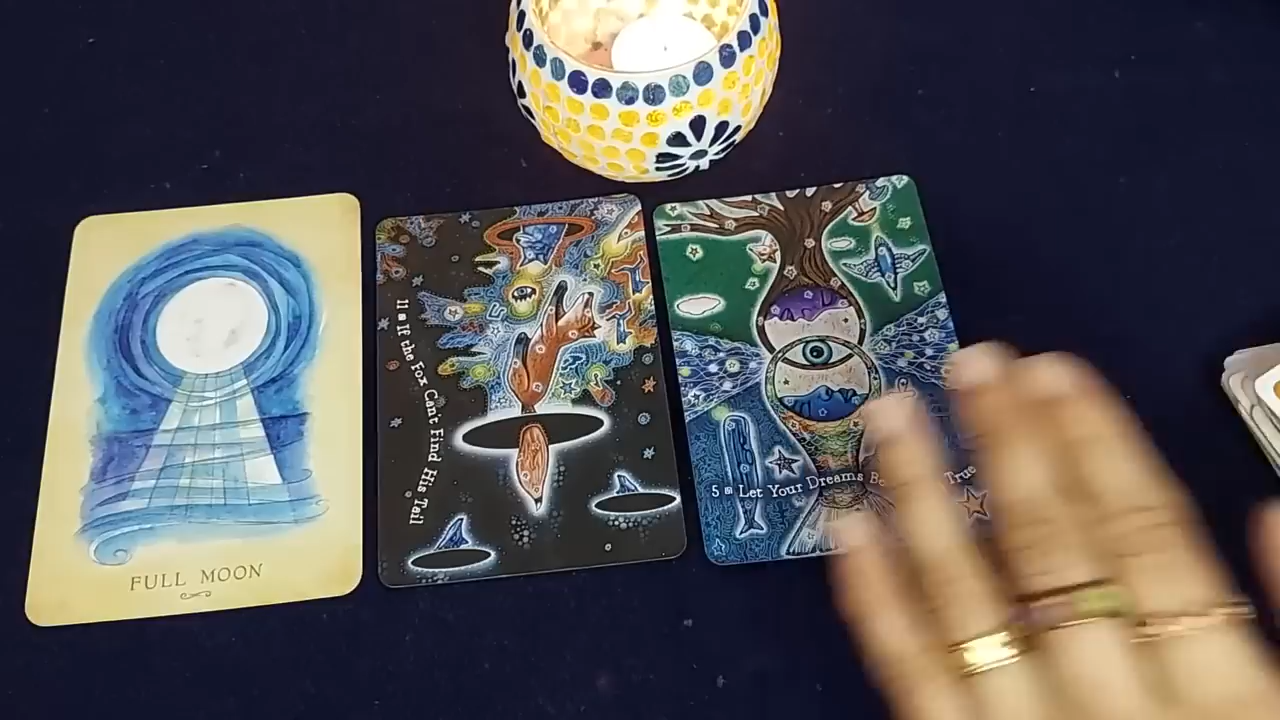 FULL MOON
11 If the Fox Can't Find His Tail
5 Let Your Dreams True